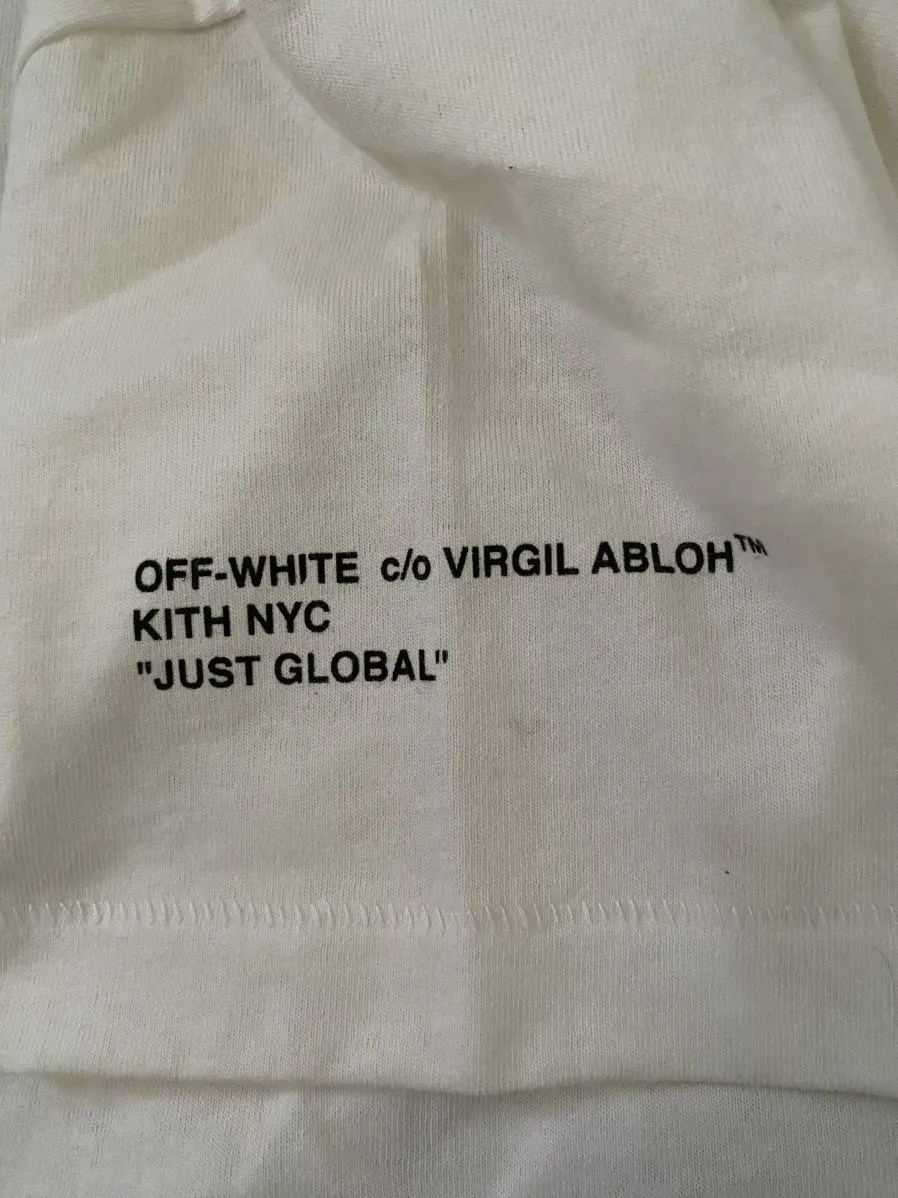 OFF-WHITE c/o VIRGIL ABLOH™
KITH NYC
"JUST GLOBAL"